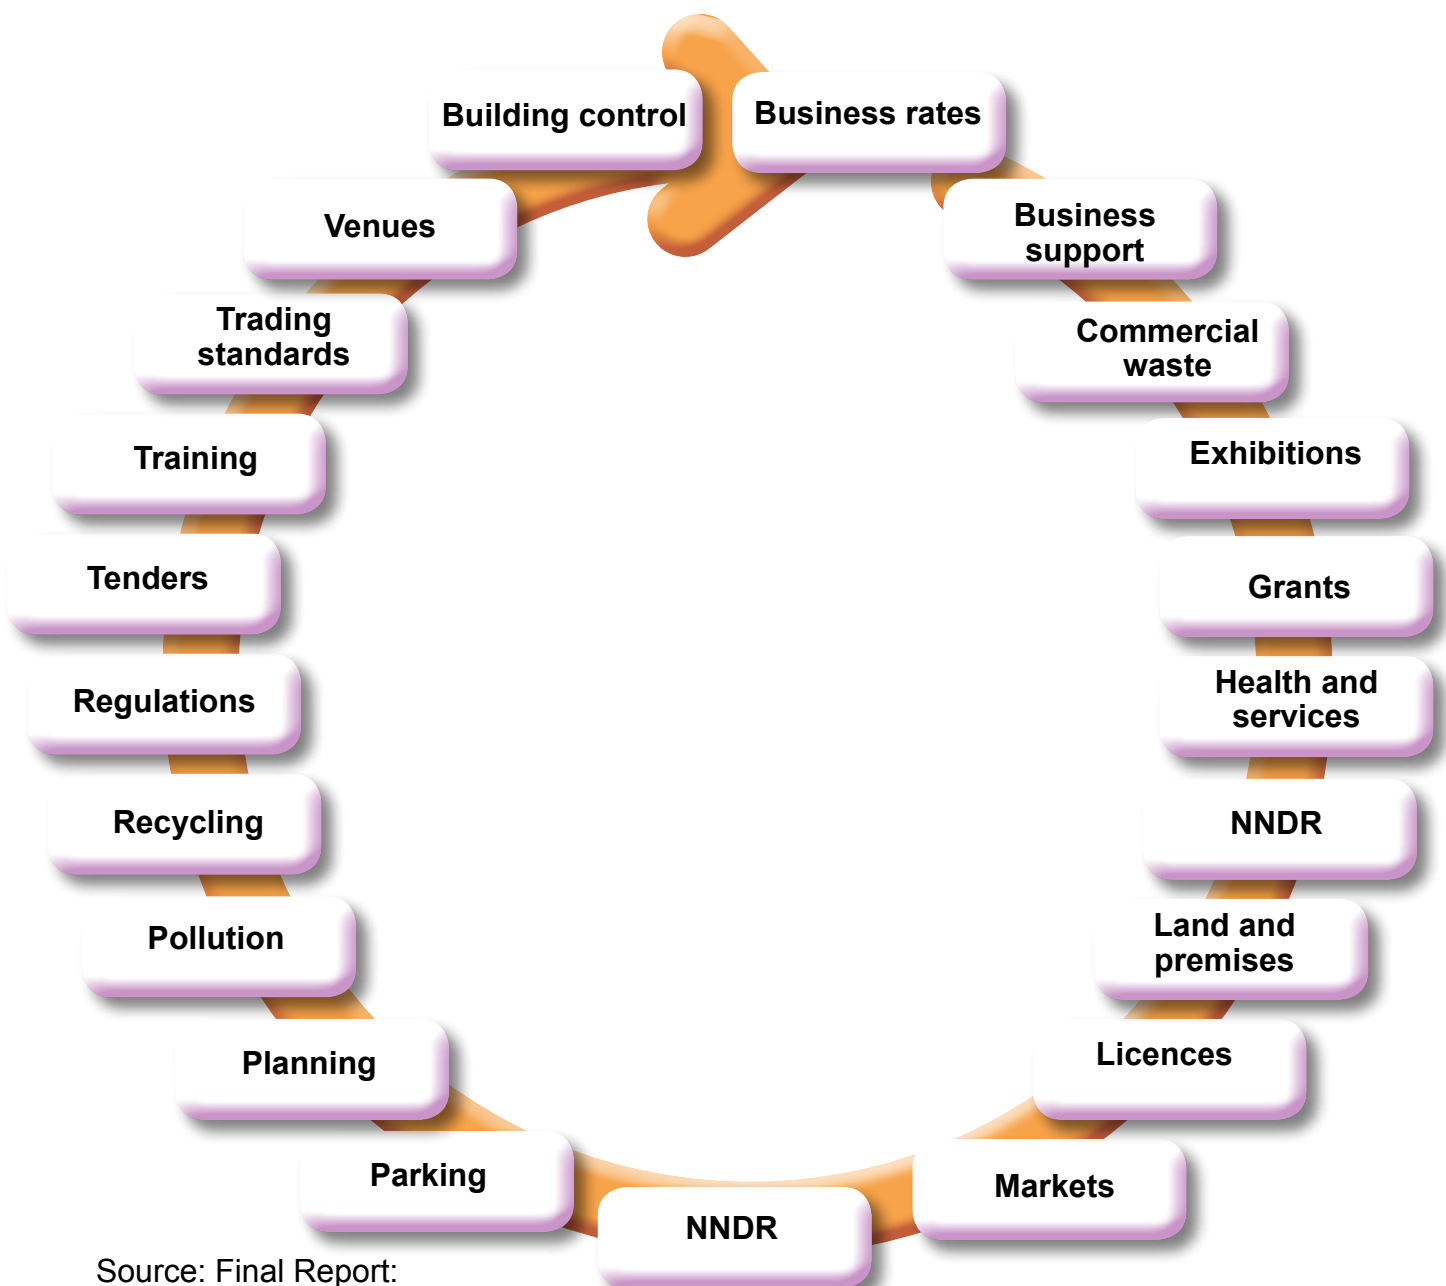 Building control
Business rates
Business
support
Commercial
waste
Exhibitions
Grants
Health and
services
NNDR
Land and
premises
Licences
Markets
NNDR
Parking
Planning
Pollution
Recycling
Regulations
Tenders
Training
Trading
standards
Venues
Source: Final Report: